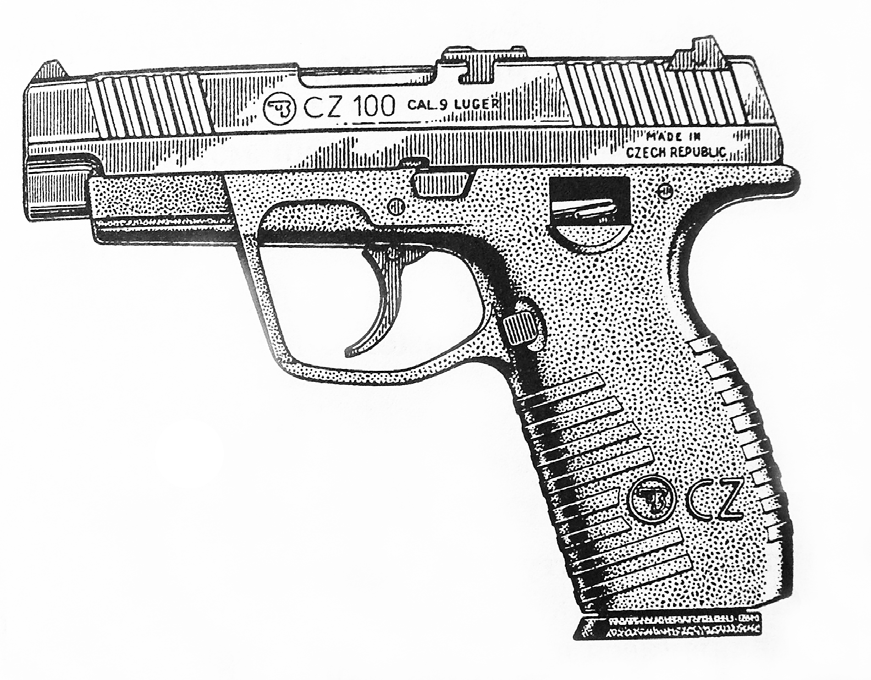 CZ 100 CAL. 9 LUGER
MADE IN
CZECH REPUBLIC
CZ